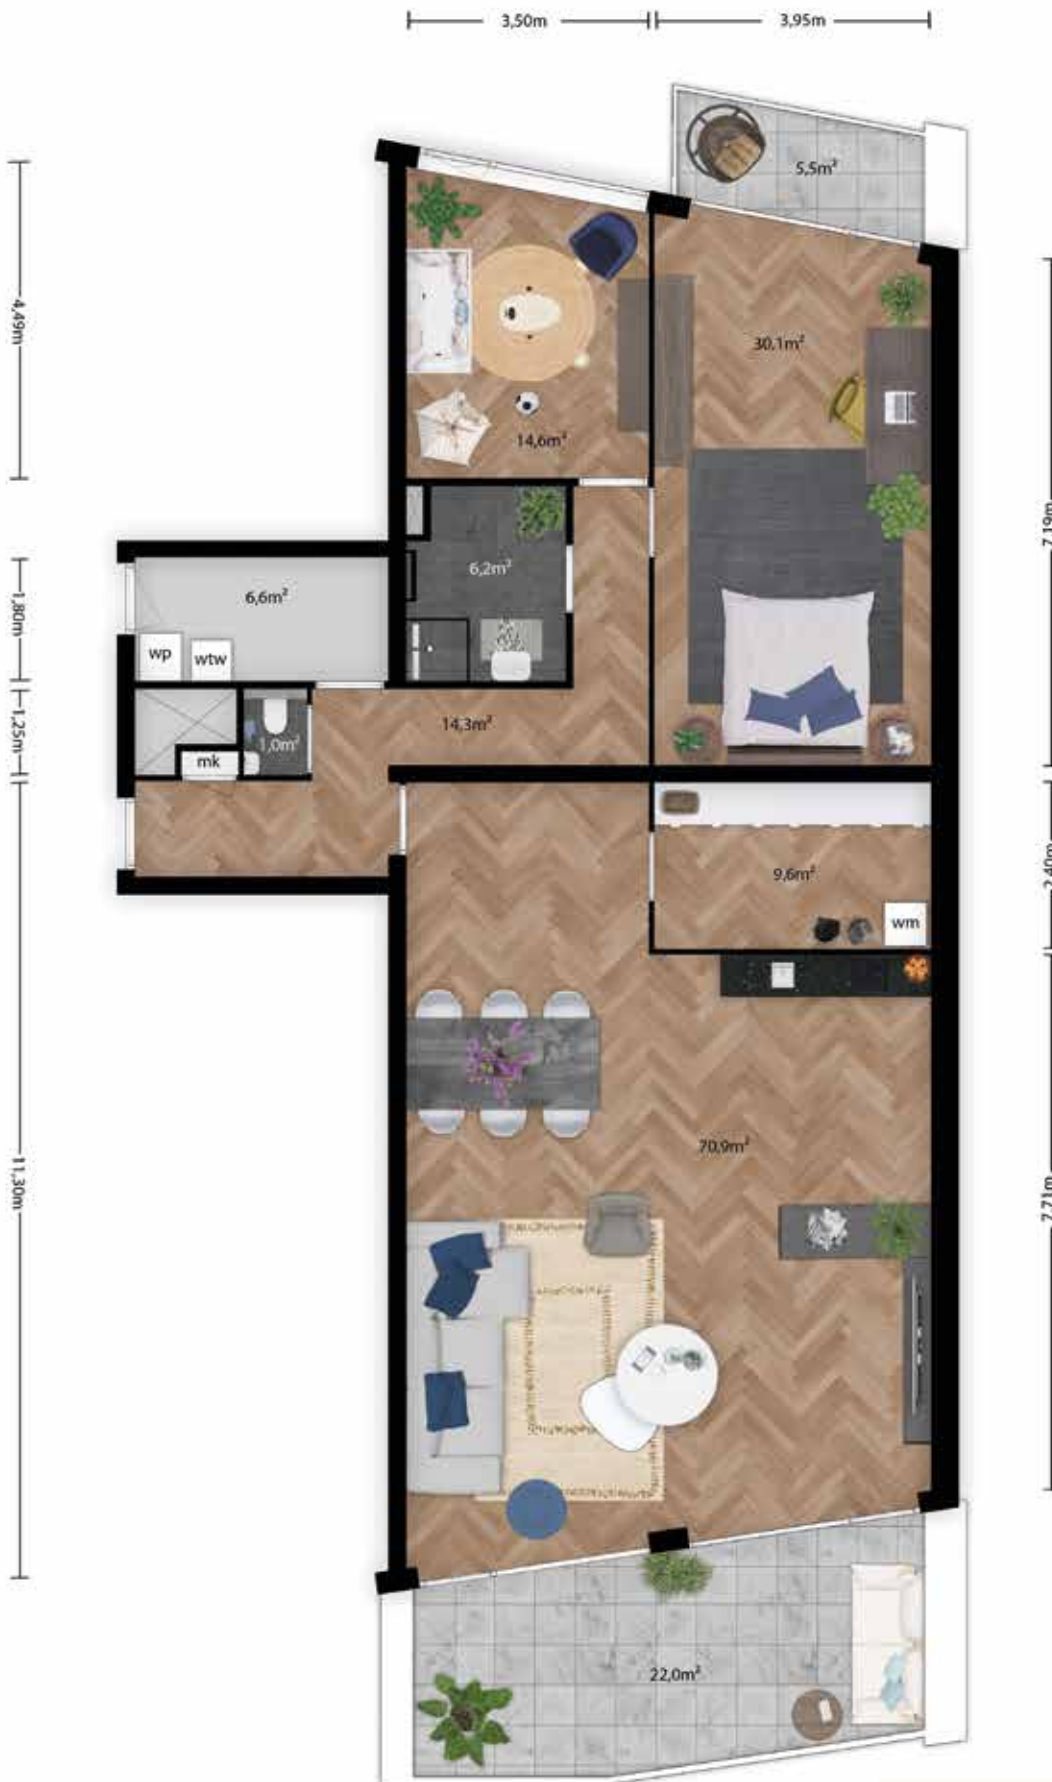 3,50m
3,95m
5,5m²
4,49m
30,1m²
14,6m²
7,19m
6,2m²
1,80m
6,6m²
wp
wtw
1,25m
14,3m²
1,0m²
mk
2,40m
9,6m²
wm
70,9m²
11,30m
7,71m
22,0m²